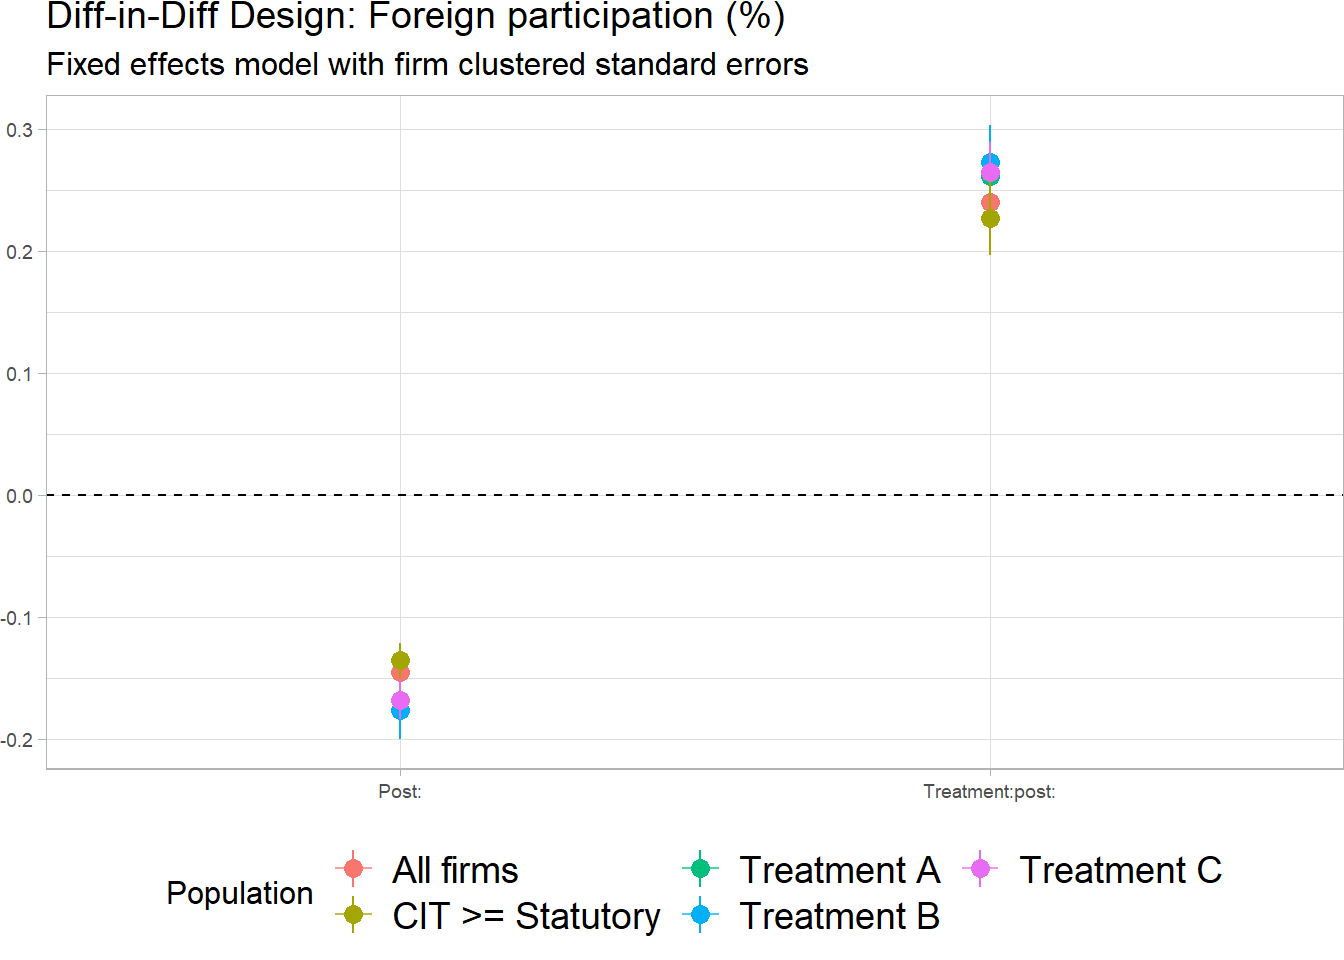 Diff-in-Diff Design: Foreign participation (%)
Fixed effects model with firm clustered standard errors
0.3
0.2
0.1
0.0
-0.1
-0.2
Post:
Treatment:post:
Population
All firms
CIT >= Statutory
Treatment A
Treatment B
Treatment C